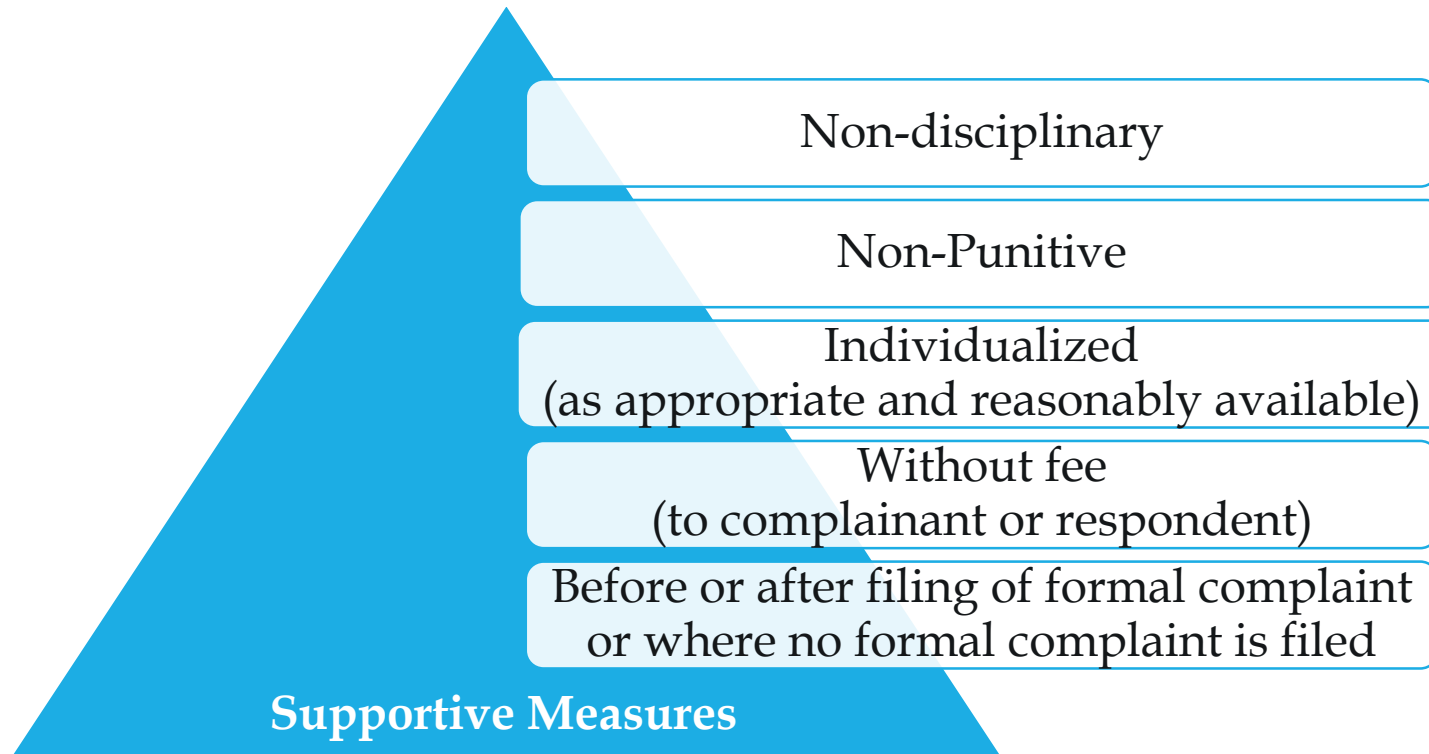 Non-disciplinary
Non-Punitive
Individualized
(as appropriate and reasonably available)
Without fee
(to complainant or respondent)
Before or after filing of formal complaint
or where no formal complaint is filed
Supportive Measures